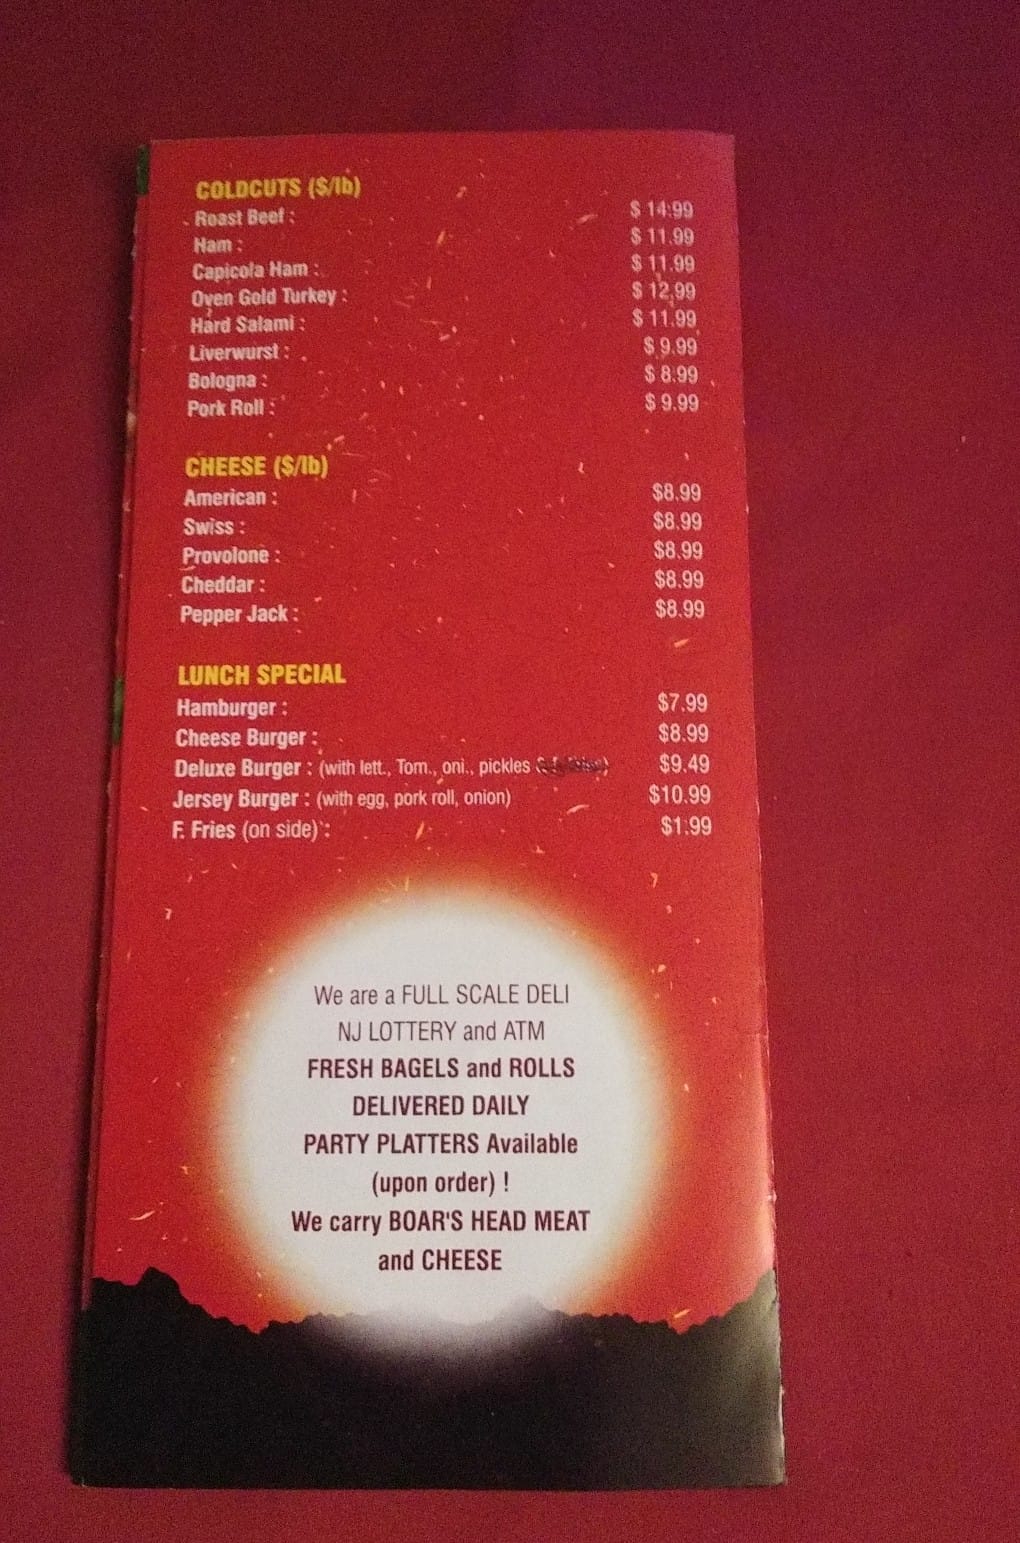 COLDCUTS ($/lb)
Roast Beef : $ 14.99
Ham : $ 11.99
Capicola Ham : $ 11.99
Oven Gold Turkey : $ 12.99
Hard Salami : $ 11.99
Liverwurst : $ 9.99
Bologna : $ 8.99
Pork Roll : $ 9.99
CHEESE ($/lb)
American : $8.99
Swiss : $8.99
Provolone : $8.99
Cheddar : $8.99
Pepper Jack : $8.99
LUNCH SPECIAL
Hamburger : $7.99
Cheese Burger : $8.99
Deluxe Burger : (with lett., Tom., oni., pickles ) $9.49
Jersey Burger : (with egg, pork roll, onion) $10.99
F. Fries (on side) : $1.99
We are a FULL SCALE DELI
NJ LOTTERY and ATM
FRESH BAGELS and ROLLS
DELIVERED DAILY
PARTY PLATTERS Available
(upon order) !
We carry BOAR'S HEAD MEAT
and CHEESE